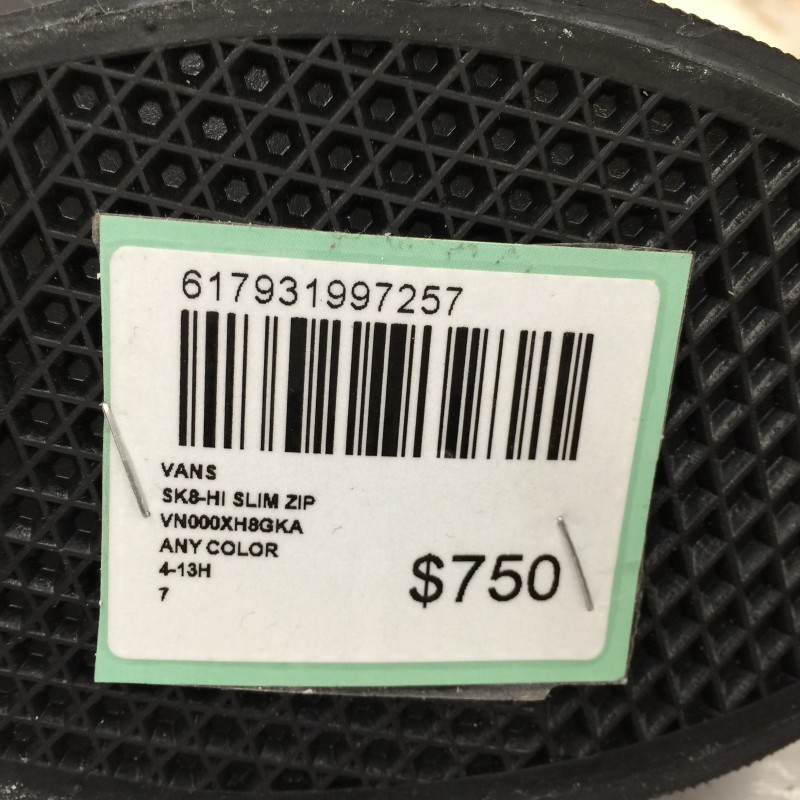 617931997257
VANS
SK8-HI SLIM ZIP
VN000XH8GKA
ANY COLOR
4-13H
7
$750